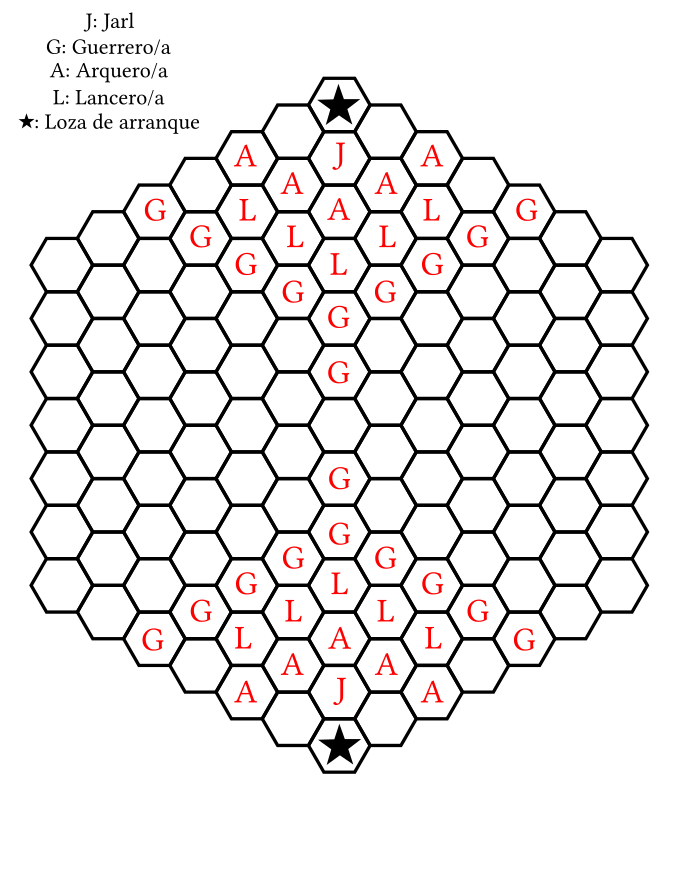 J: Jarl
G: Guerrero/a
A: Arquero/a
L: Lancero/a
★: Loza de arranque
★
A J A
A A
G L A L G
G L L G
G L G
G G
G
G
G
G
G G
G L G
G L L G
G L A L G
A A
A J A
★